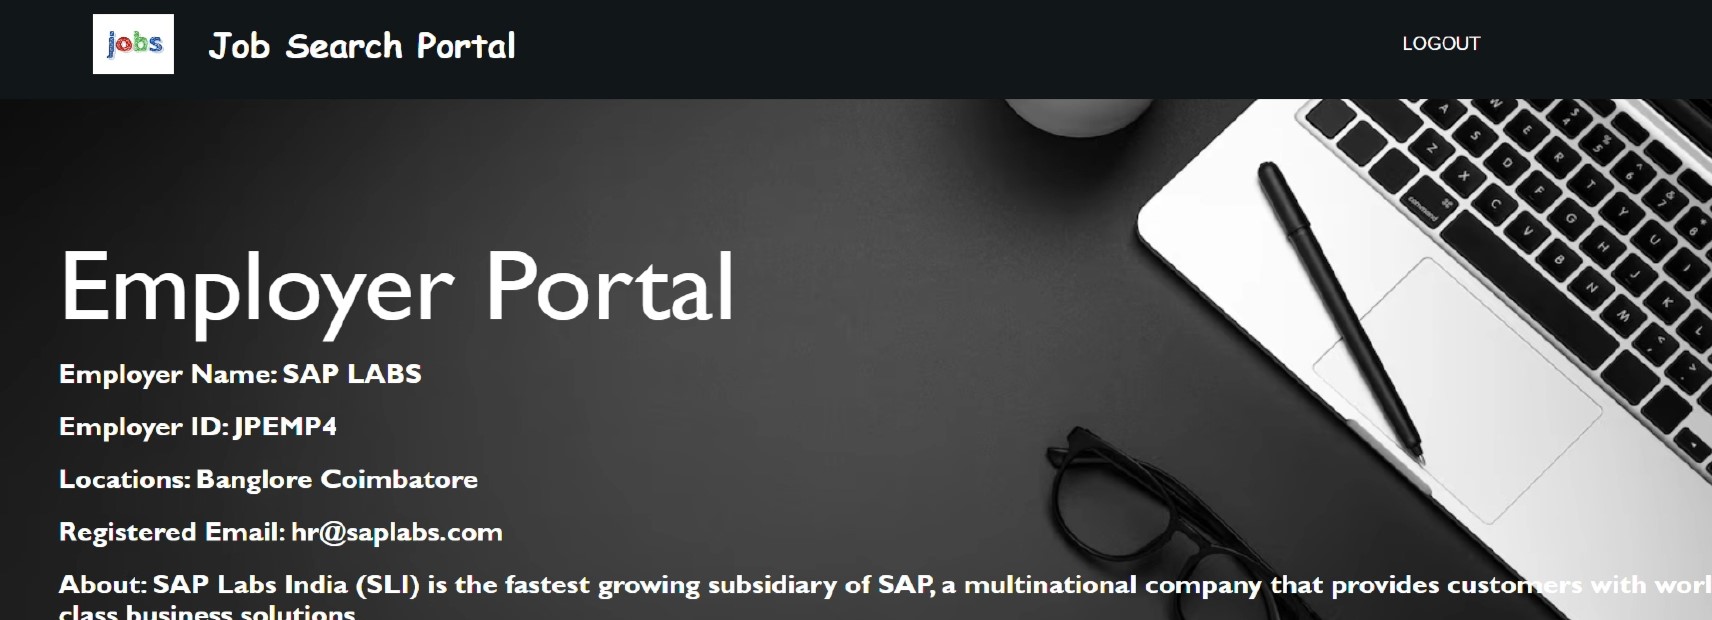 jobs
Job Search Portal
LOGOUT
Employer Portal
Employer Name: SAP LABS
Employer ID: JPEMP4
Locations: Banglore Coimbatore
Registered Email: hr@saplabs.com
About: SAP Labs India (SLI) is the fastest growing subsidiary of SAP, a multinational company that provides customers with worl
class business solutions